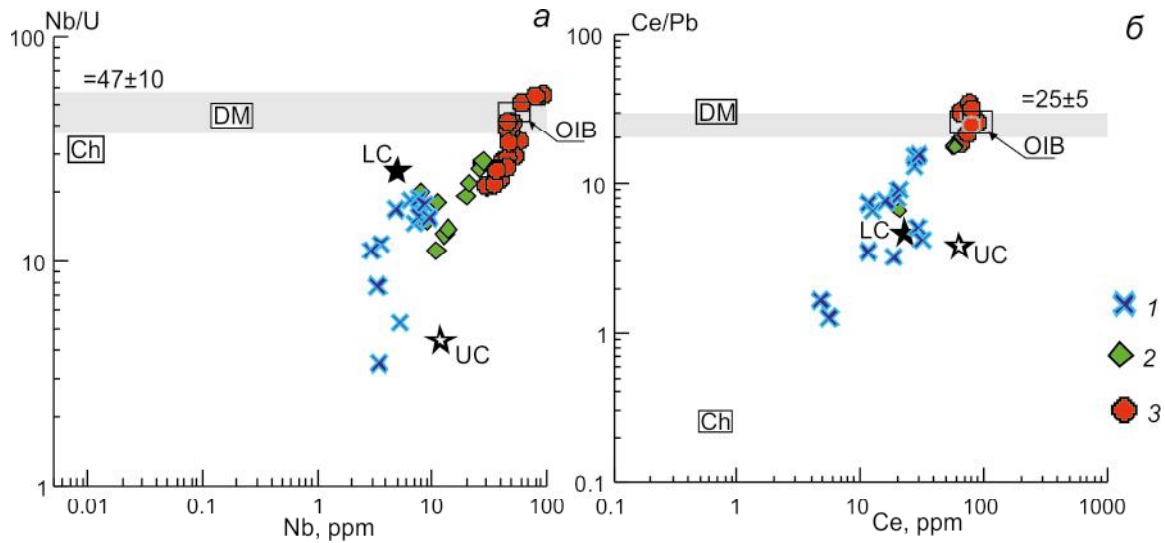 Nb/U
а
100
=47±10
DM
Ch
OIB
LC
10
UC
1
0.01
0.1
1
10
100
Nb, ppm
Ce/Pb
б
100
=25±5
DM
OIB
10
LC
UC
1
Ch
0.1
1
10
100
1000
Ce, ppm
1
2
3